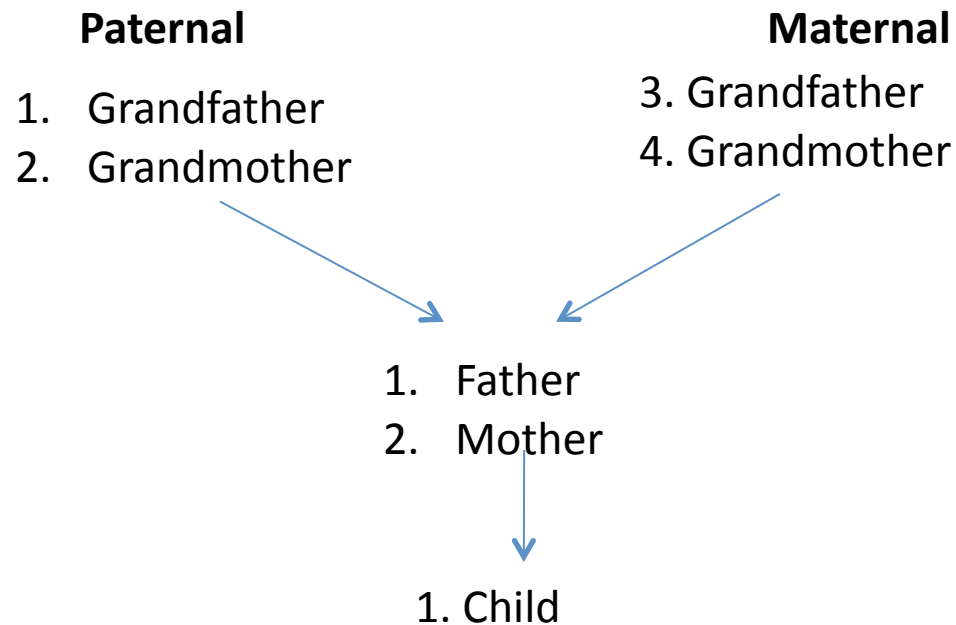 Paternal
1. Grandfather
2. Grandmother
Maternal
3. Grandfather
4. Grandmother
1. Father
2. Mother
1. Child